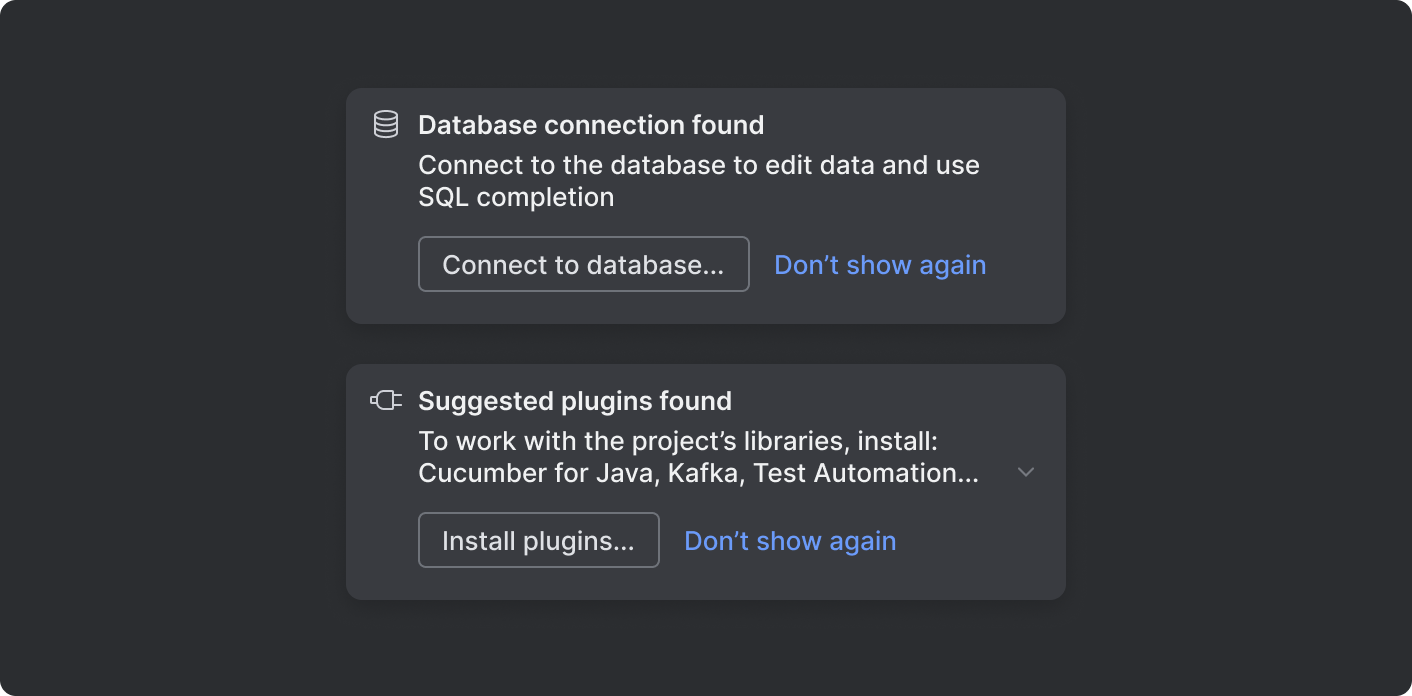 Database connection found
Connect to the database to edit data and use
SQL completion
Connect to database... Don’t show again
Suggested plugins found
To work with the project’s libraries, install:
Cucumber for Java, Kafka, Test Automation...
Install plugins... Don’t show again